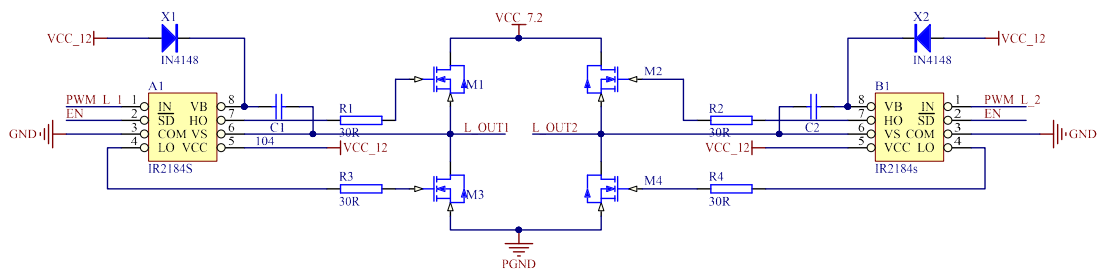 X1
VCC_7.2
X2
VCC_12
VCC_12
IN4148
IN4148
A1
M1
M2
B1
PWM_L_1
1
IN
VB
8
8
VB
IN
1
PWM_L_2
EN
2
SD
HO
7
R1
R2
7
HO
SD
2
EN
GND
3
COM
VS
6
C1
30R
L_OUT1
L_OUT2
30R
C2
6
VS
COM
3
GND
4
LO
VCC
5
104
VCC_12
VCC_12
5
VCC
LO
4
IR2184S
IR2184s
R3
M4
R4
30R
M3
30R
PGND